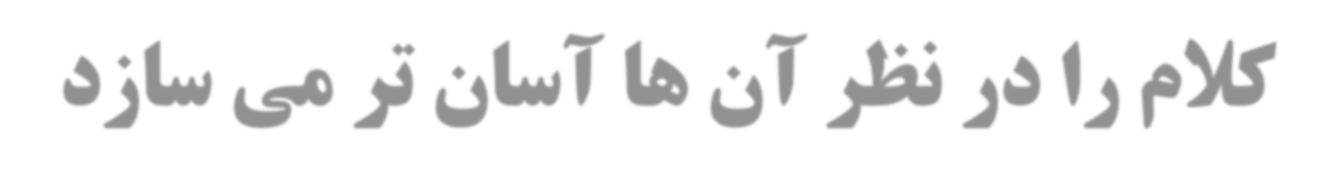 کلام را در نظر آن ها آسان تر می سازد